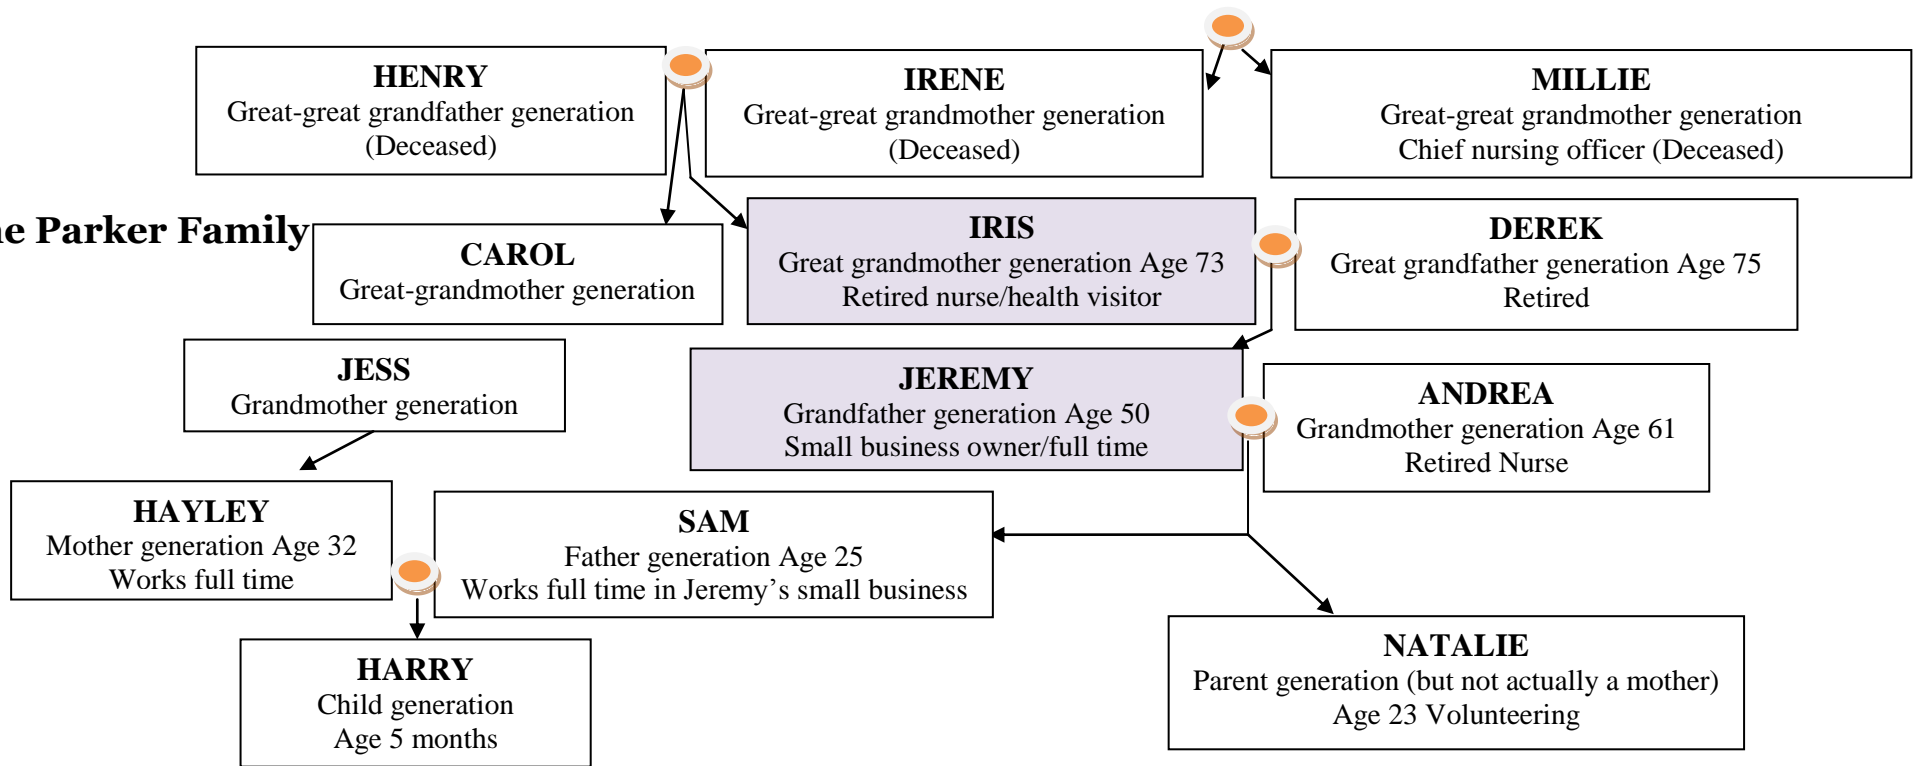 HENRY
Great-great grandfather generation
(Deceased)
IRENE
Great-great grandmother generation
(Deceased)
MILLIE
Great-great grandmother generation
Chief nursing officer (Deceased)
Parker Family
CAROL
Great-grandmother generation
IRIS
Great grandmother generation Age 73
Retired nurse/health visitor
DEREK
Great grandfather generation Age 75
Retired
JESS
Grandmother generation
JEREMY
Grandfather generation Age 50
Small business owner/full time
ANDREA
Grandmother generation Age 61
Retired Nurse
HAYLEY
Mother generation Age 32
Works full time
SAM
Father generation Age 25
Works full time in Jeremy’s small business
HARRY
Child generation
Age 5 months
NATALIE
Parent generation (but not actually a mother)
Age 23 Volunteering